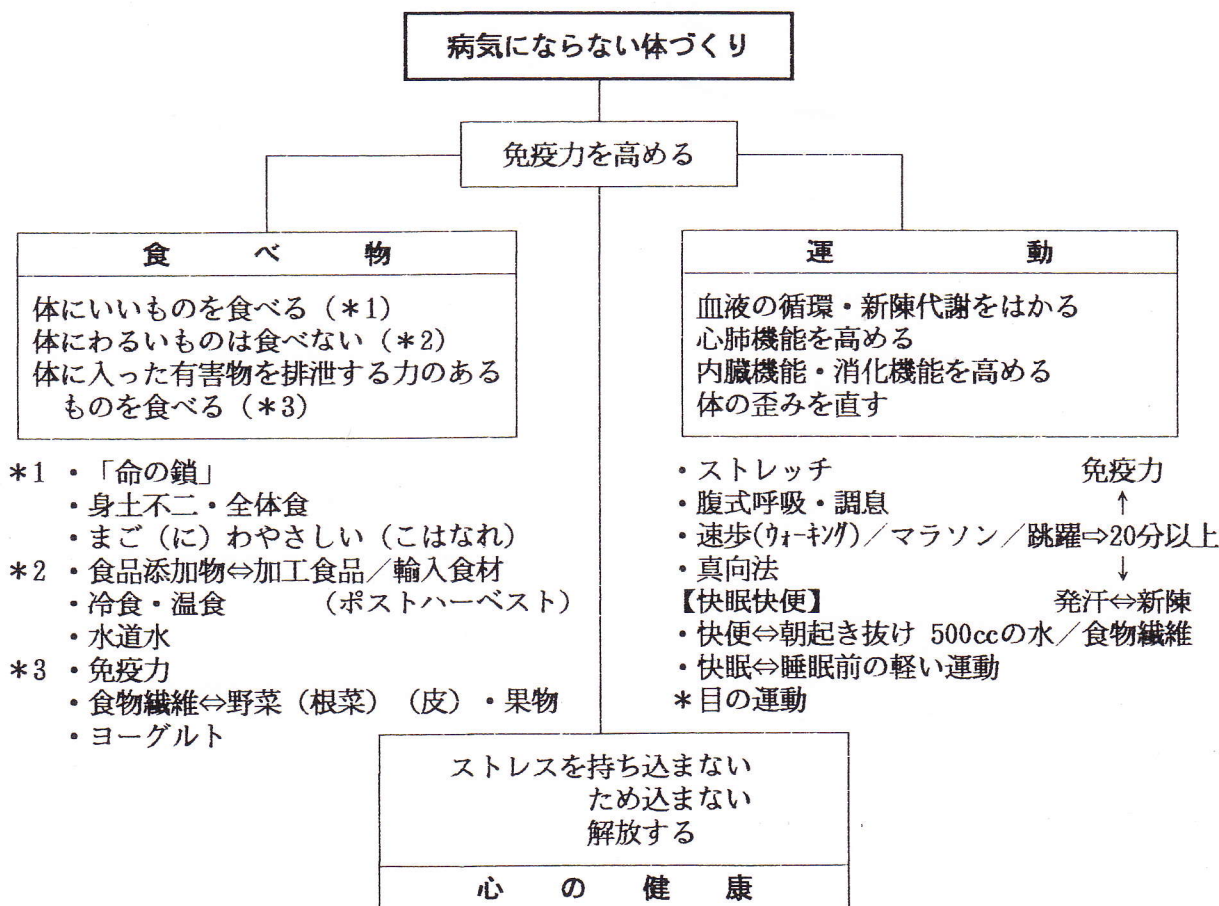 病気にならない体づくり
免疫力を高める
食べ物
体にいいものを食べる (*1)
体にわるいものは食べない (*2)
体に入った有害物を排泄する力のある
ものを食べる (*3)
*1 ・「命の鎖」
・身土不二・全体食
・まご (に) わやさしい (こはなれ)
*2 ・食品添加物⇔加工食品／輸入食材
・冷食・温食 (ポストハーベスト)
・水道水
*3 ・免疫力
・食物繊維⇔野菜 (根菜) (皮) ・果物
・ヨーグルト
運動
血液の循環・新陳代謝をはかる
心肺機能を高める
内臓機能・消化機能を高める
体の歪みを直す
・ストレッチ 免疫力
・腹式呼吸・調息 ↑
・速歩(ｳｫｰｷﾝｸﾞ)／マラソン／跳躍⇨20分以上
・真向法 ↓
【快眠快便】 発汗⇔新陳
・快便⇔朝起き抜け 500ccの水／食物繊維
・快眠⇔睡眠前の軽い運動
*目の運動
ストレスを持ち込まない
ため込まない
解放する
心の健康